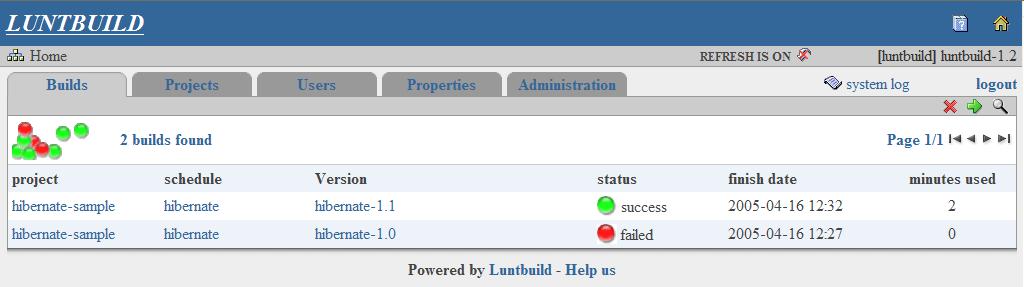 LUNTBUILD
Home REFRESH IS ON [luntbuild] luntbuild-1.2
Builds Projects Users Properties Administration system log logout
2 builds found Page 1/1
project schedule Version status finish date minutes used
hibernate-sample hibernate hibernate-1.1 success 2005-04-16 12:32 2
hibernate-sample hibernate hibernate-1.0 failed 2005-04-16 12:27 0
Powered by Luntbuild - Help us